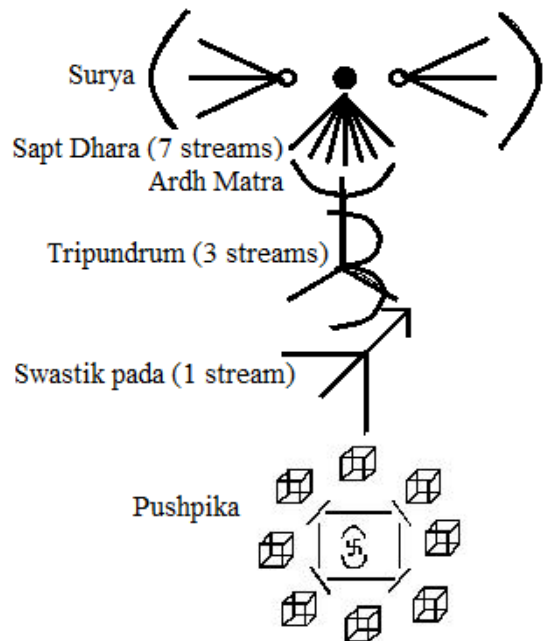 Surya
Sapt Dhara (7 streams)
Ardh Matra
Tripundrum (3 streams)
Swastik pada (1 stream)
Pushpika